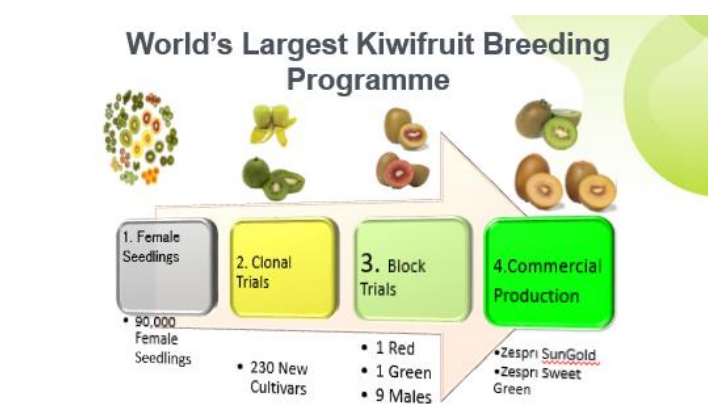 World's Largest Kiwifruit Breeding
Programme
1. Female
Seedlings
2. Clonal
Trials
3. Block
Trials
4.Commercial
Production
• 90,000
Female
Seedlings
• 230 New
Cultivars
• 1 Red
• 1 Green
• 9 Males
•Zespri SunGold
•Zespri Sweet
Green